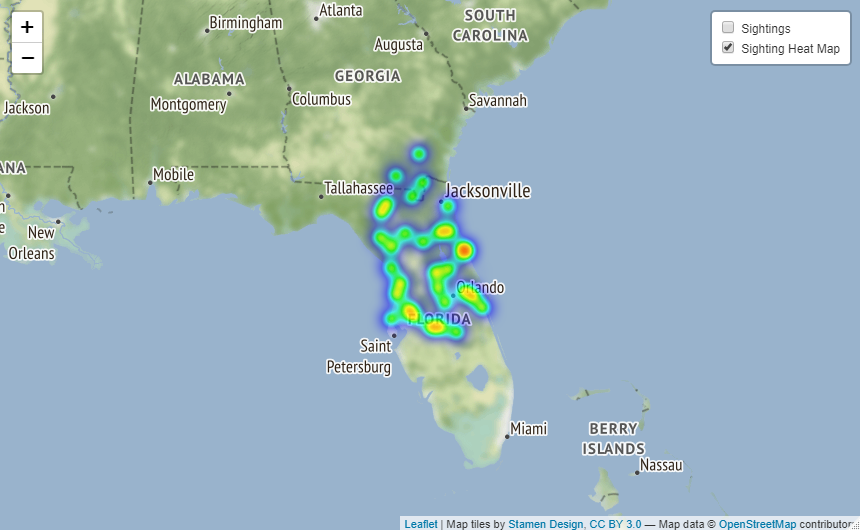 +
−
Sightings
Sighting Heat Map
Birmingham
Atlanta
SOUTH
CAROLINA
Augusta
ALABAMA
GEORGIA
Jackson
Montgomery
Columbus
Savannah
ANA
Mobile
Tallahassee
Jacksonville
New
Orleans
Orlando
FLORIDA
Saint
Petersburg
Miami
BERRY
ISLANDS
Nassau
Leaflet | Map tiles by Stamen Design, CC BY 3.0 — Map data © OpenStreetMap contributor